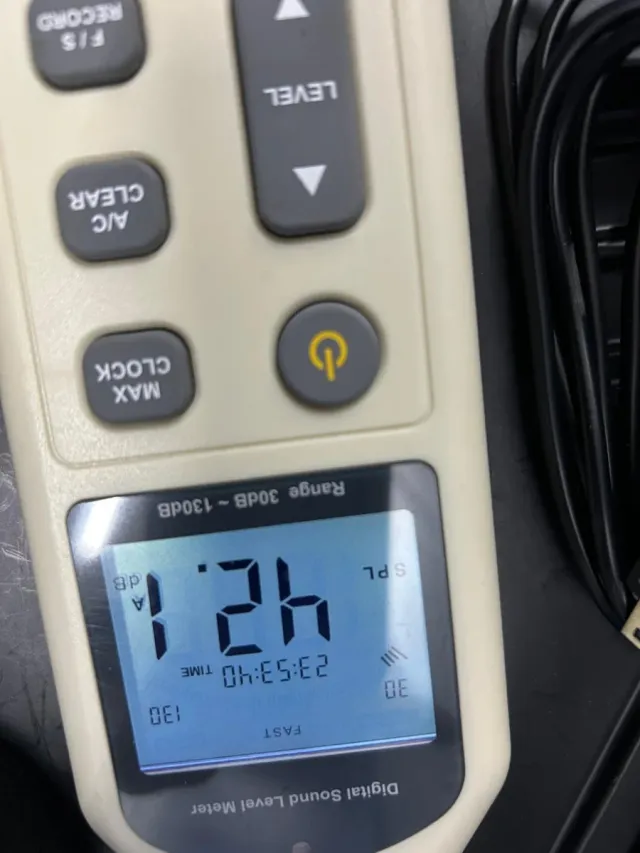 Digital Sound Level Meter
FAST
30 130
23:53:40 TIME
SPL 42.1 A
dB
Range 30dB ~ 130dB
MAX
CLOCK
A/C
CLEAR
LEVEL
F/S
RECORD